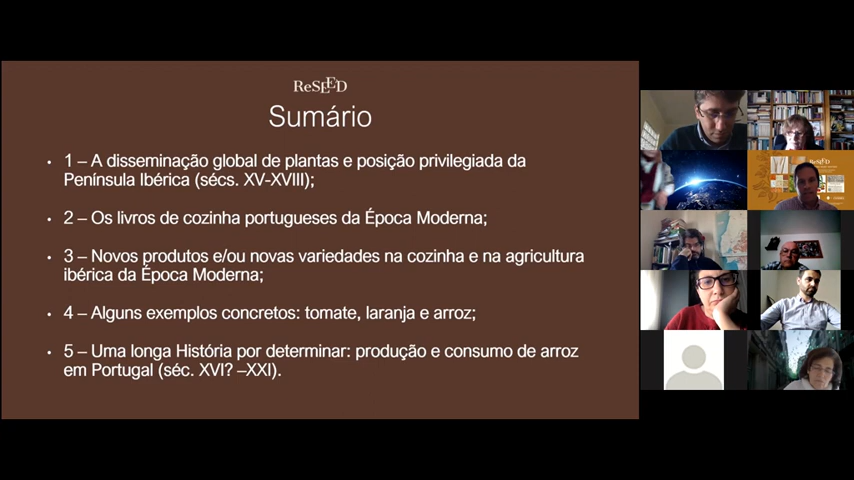 ReSEED
Sumário
• 1 – A disseminação global de plantas e posição privilegiada da
Península Ibérica (sécs. XV-XVIII);
• 2 – Os livros de cozinha portugueses da Época Moderna;
• 3 – Novos produtos e/ou novas variedades na cozinha e na agricultura
ibérica da Época Moderna;
• 4 – Alguns exemplos concretos: tomate, laranja e arroz;
• 5 – Uma longa História por determinar: produção e consumo de arroz
em Portugal (séc. XVI? –XXI).
ReSEED